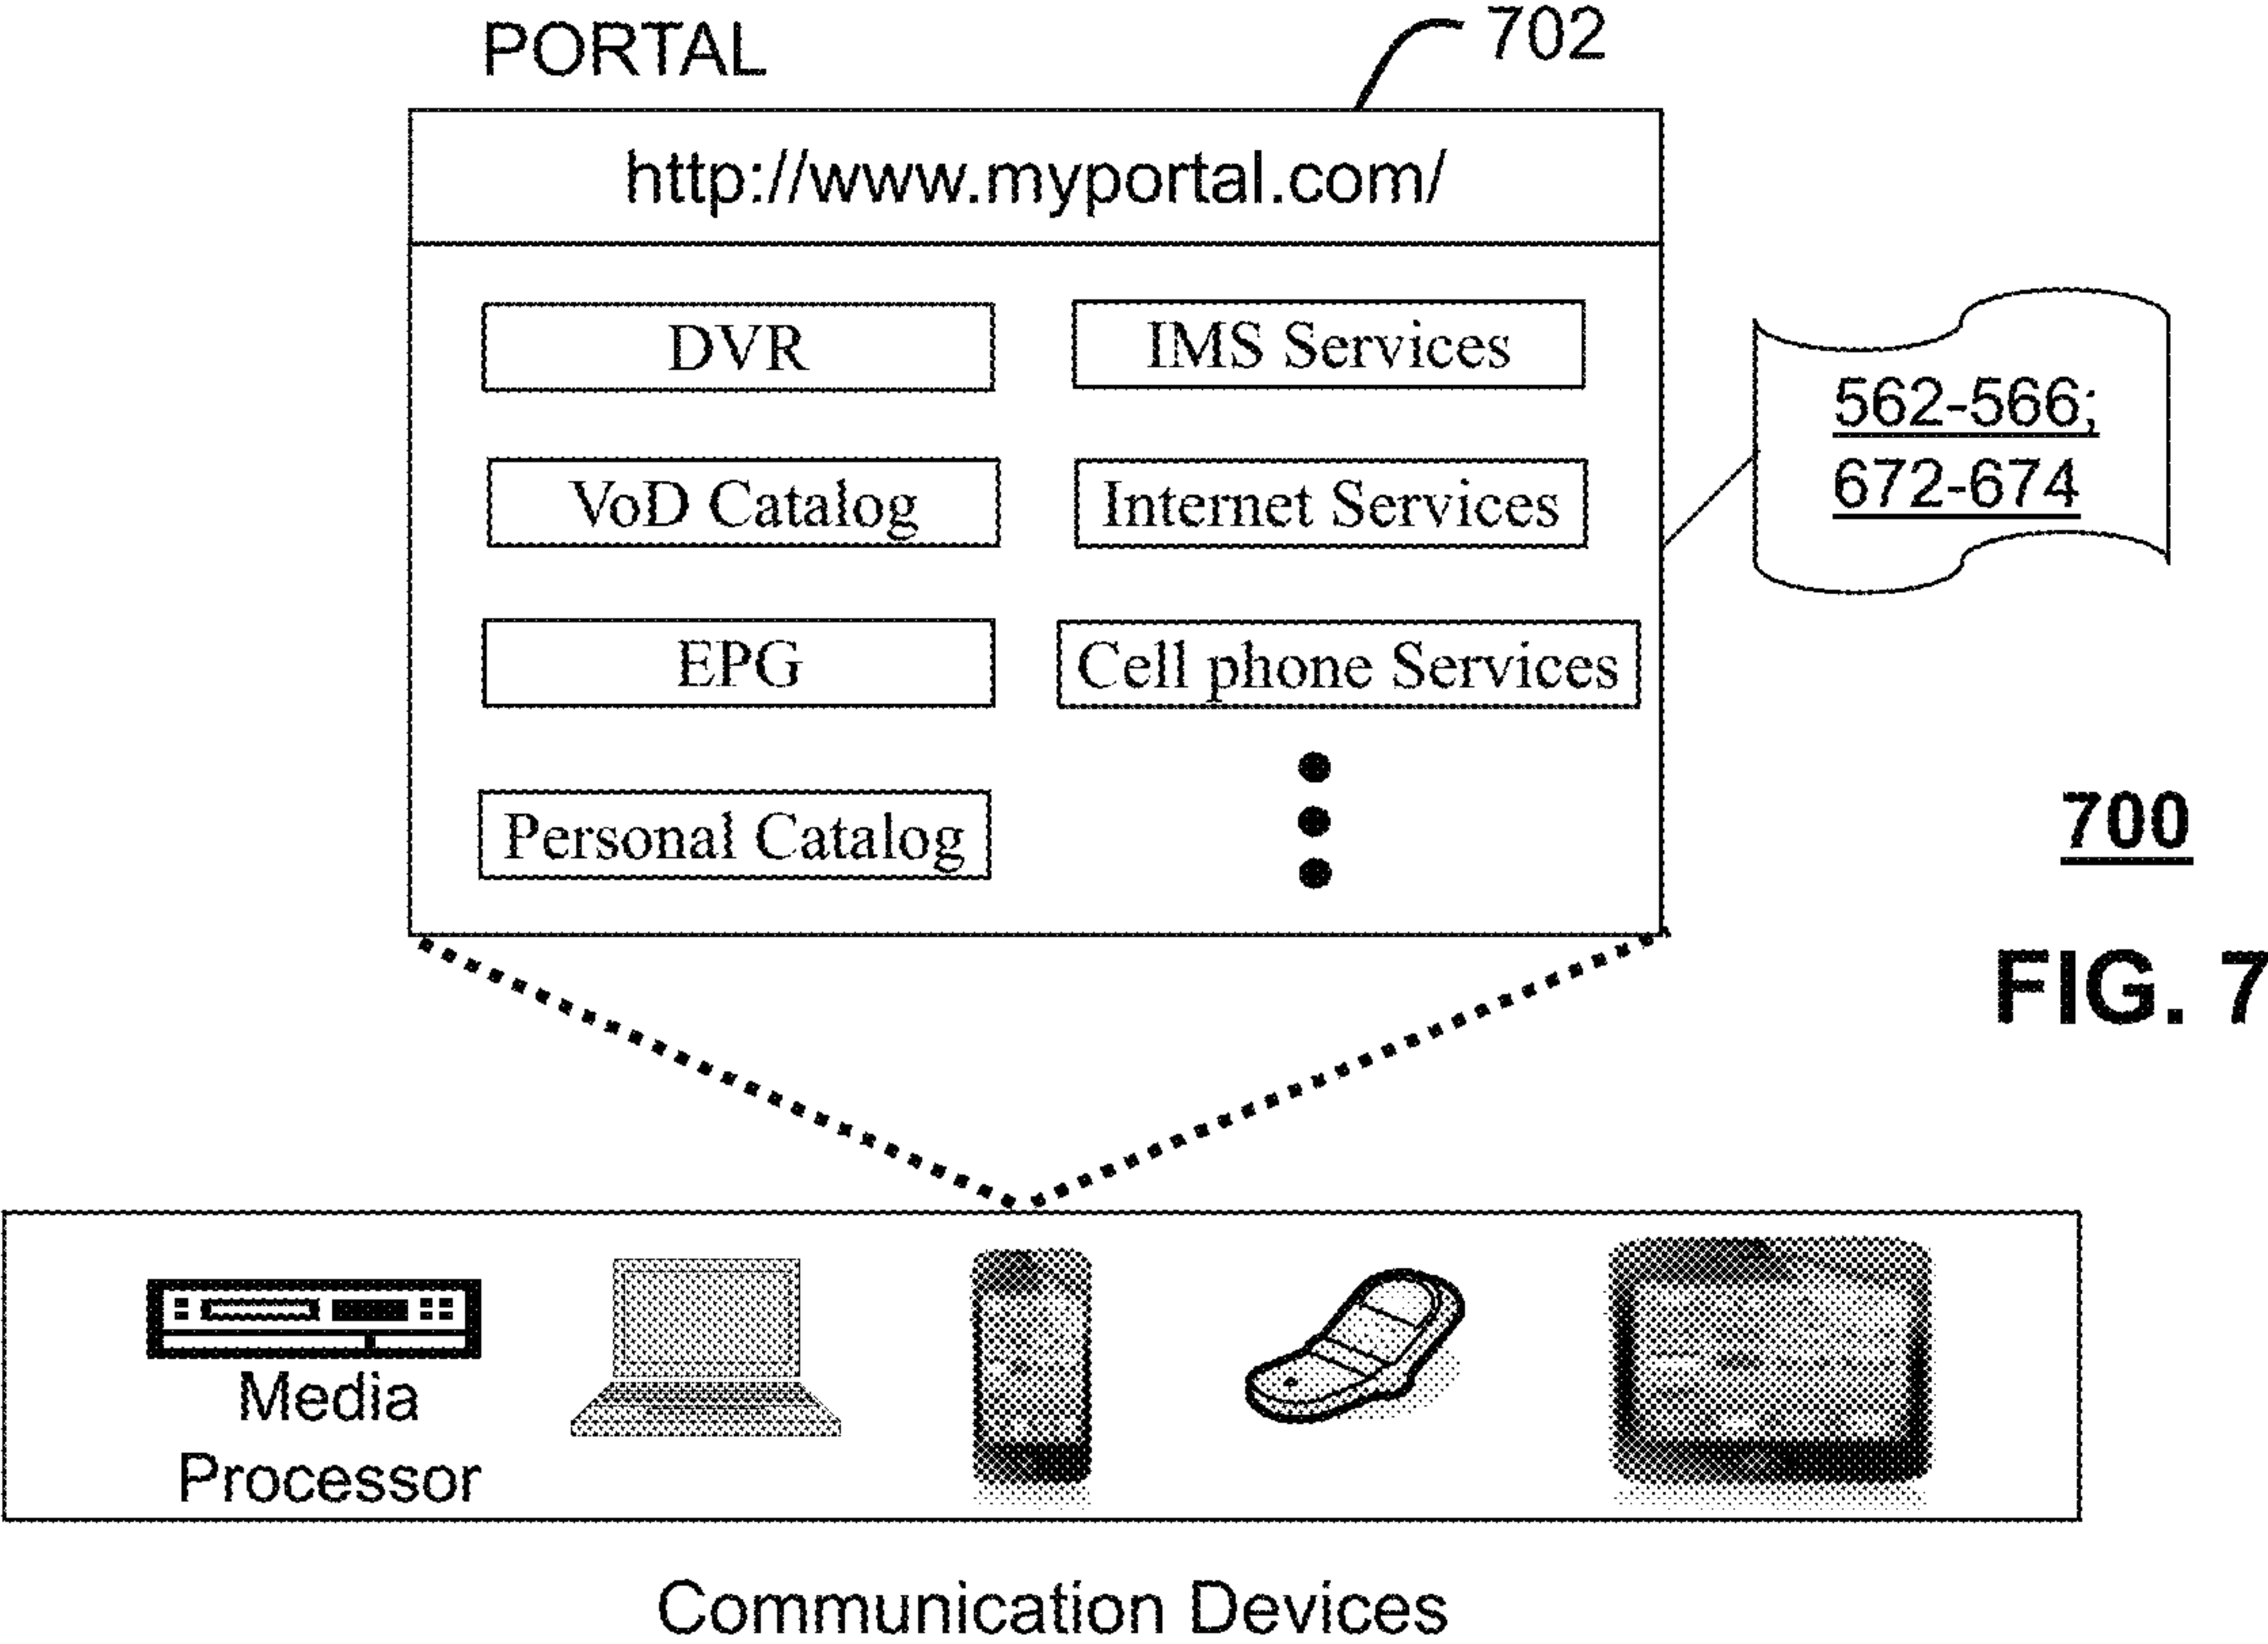 PORTAL
702
http://www.myportal.com/
DVR
IMS Services
VoD Catalog
Internet Services
EPG
Cell phone Services
Personal Catalog
562-566;
672-674
700
FIG. 7
Media
Processor
Communication Devices